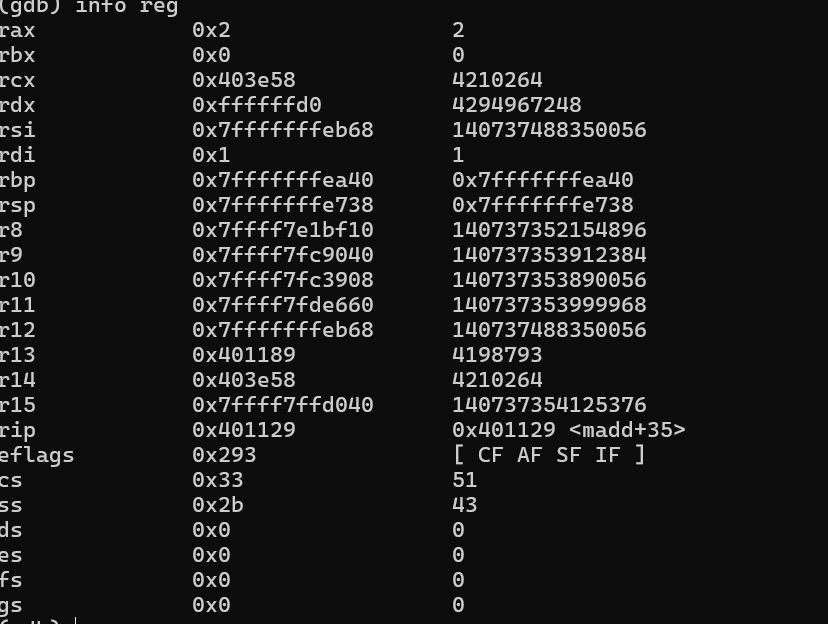 (gdb) info reg
rax 0x2 2
rbx 0x0 0
rcx 0x403e58 4210264
rdx 0xffffffd0 4294967248
rsi 0x7fffffffeb68 140737488350056
rdi 0x1 1
rbp 0x7fffffffea40 0x7fffffffea40
rsp 0x7fffffffe738 0x7fffffffe738
r8 0x7ffff7e1bf10 140737352154896
r9 0x7ffff7fc9040 140737353912384
r10 0x7ffff7fc3908 140737353890056
r11 0x7ffff7fde660 140737353999968
r12 0x7fffffffeb68 140737488350056
r13 0x401189 4198793
r14 0x403e58 4210264
r15 0x7ffff7ffd040 140737354125376
rip 0x401129 0x401129 <madd+35>
eflags 0x293 [ CF AF SF IF ]
cs 0x33 51
ss 0x2b 43
ds 0x0 0
es 0x0 0
fs 0x0 0
gs 0x0 0